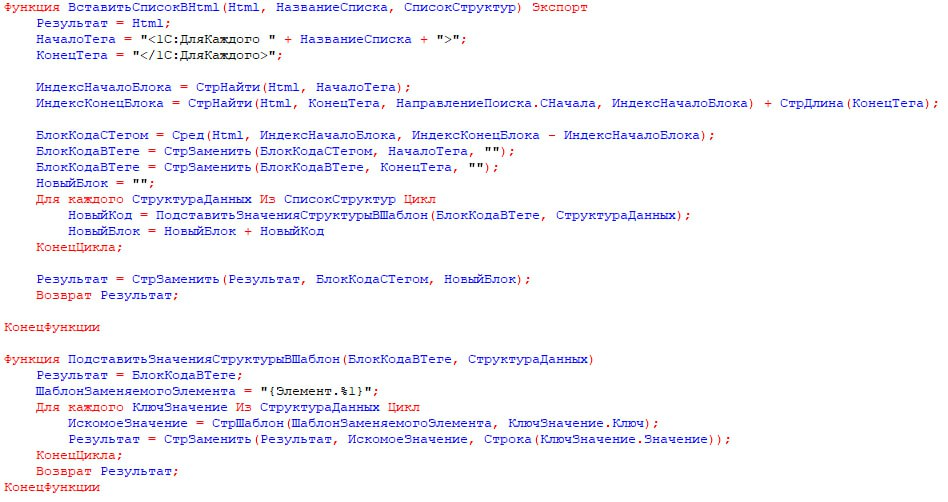 Функция ВставитьСписокВHtml(Html, НазваниеСписка, СписокСтруктур) Экспорт
Результат = Html;
НачалоТега = "<1С:ДляКаждого " + НазваниеСписка + ">";
КонецТега = "</1С:ДляКаждого>";
ИндексНачалоБлока = СтрНайти(Html, НачалоТега);
ИндексКонецБлока = СтрНайти(Html, КонецТега, НаправлениеПоиска.СНачала, ИндексНачалоБлока) + СтрДлина(КонецТега);
БлокКодаСТегом = Сред(Html, ИндексНачалоБлока, ИндексКонецБлока - ИндексНачалоБлока);
БлокКодаВТеге = СтрЗаменить(БлокКодаСТегом, НачалоТега, "");
БлокКодаВТеге = СтрЗаменить(БлокКодаВТеге, КонецТега, "");
НовыйБлок = "";
Для каждого СтруктураДанных Из СписокСтруктур Цикл
НовыйКод = ПодставитьЗначенияСтруктурыВШаблон(БлокКодаВТеге, СтруктураДанных);
НовыйБлок = НовыйБлок + НовыйКод
КонецЦикла;
Результат = СтрЗаменить(Результат, БлокКодаСТегом, НовыйБлок);
Возврат Результат;
КонецФункции
Функция ПодставитьЗначенияСтруктурыВШаблон(БлокКодаВТеге, СтруктураДанных)
Результат = БлокКодаВТеге;
ШаблонЗаменяемогоЭлемента = "{Элемент.%1}";
Для каждого КлючЗначение Из СтруктураДанных Цикл
ИскомоеЗначение = СтрШаблон(ШаблонЗаменяемогоЭлемента, КлючЗначение.Ключ);
Результат = СтрЗаменить(Результат, ИскомоеЗначение, Строка(КлючЗначение.Значение));
КонецЦикла;
Возврат Результат;
КонецФункции